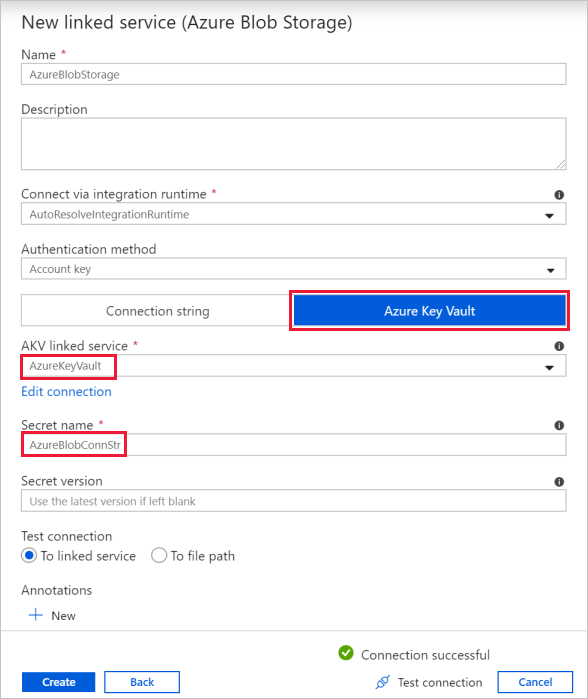 New linked service (Azure Blob Storage)
Name *
AzureBlobStorage
Description
Connect via integration runtime *
AutoResolveIntegrationRuntime
Authentication method
Account key
Connection string
Azure Key Vault
AKV linked service *
AzureKeyVault
Edit connection
Secret name *
AzureBlobConnStr
Secret version
Use the latest version if left blank
Test connection
To linked service
To file path
Annotations
New
Connection successful
Create
Back
Test connection
Cancel